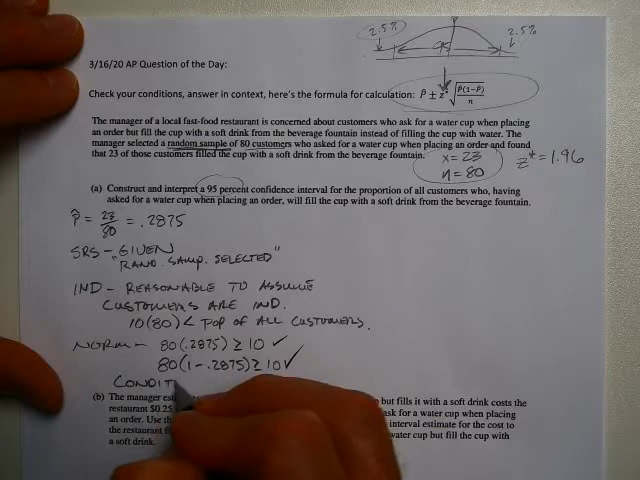 2.5% 95 2.5%
3/16/20 AP Question of the Day:
Check your conditions, answer in context, here's the formula for calculation: P̂ ± z* √(P̂(1−P̂)/n)
The manager of a local fast-food restaurant is concerned about customers who ask for a water cup when placing
an order but fill the cup with a soft drink from the beverage fountain instead of filling the cup with water. The
manager selected a random sample of 80 customers who asked for a water cup when placing an order and found
that 23 of those customers filled the cup with a soft drink from the beverage fountain.
x = 23
n = 80
z* = 1.96
(a) Construct and interpret a 95 percent confidence interval for the proportion of all customers who, having
asked for a water cup when placing an order, will fill the cup with a soft drink from the beverage fountain.
P̂ = 23/80 = .2875
SRS – GIVEN
"RAND. SAMP. SELECTED"
IND – REASONABLE TO ASSUME
CUSTOMERS ARE IND.
10(80) < POP OF ALL CUSTOMERS.
NORM – 80(.2875) ≥ 10 ✓
80(1 – .2875) ≥ 10 ✓
CONDIT
(b) The manager est but fills it with a soft drink costs the
restaurant $0.25 ask for a water cup when placing
an order. Use th interval estimate for the cost to
the restaurant water cup but fill the cup with
a soft drink.